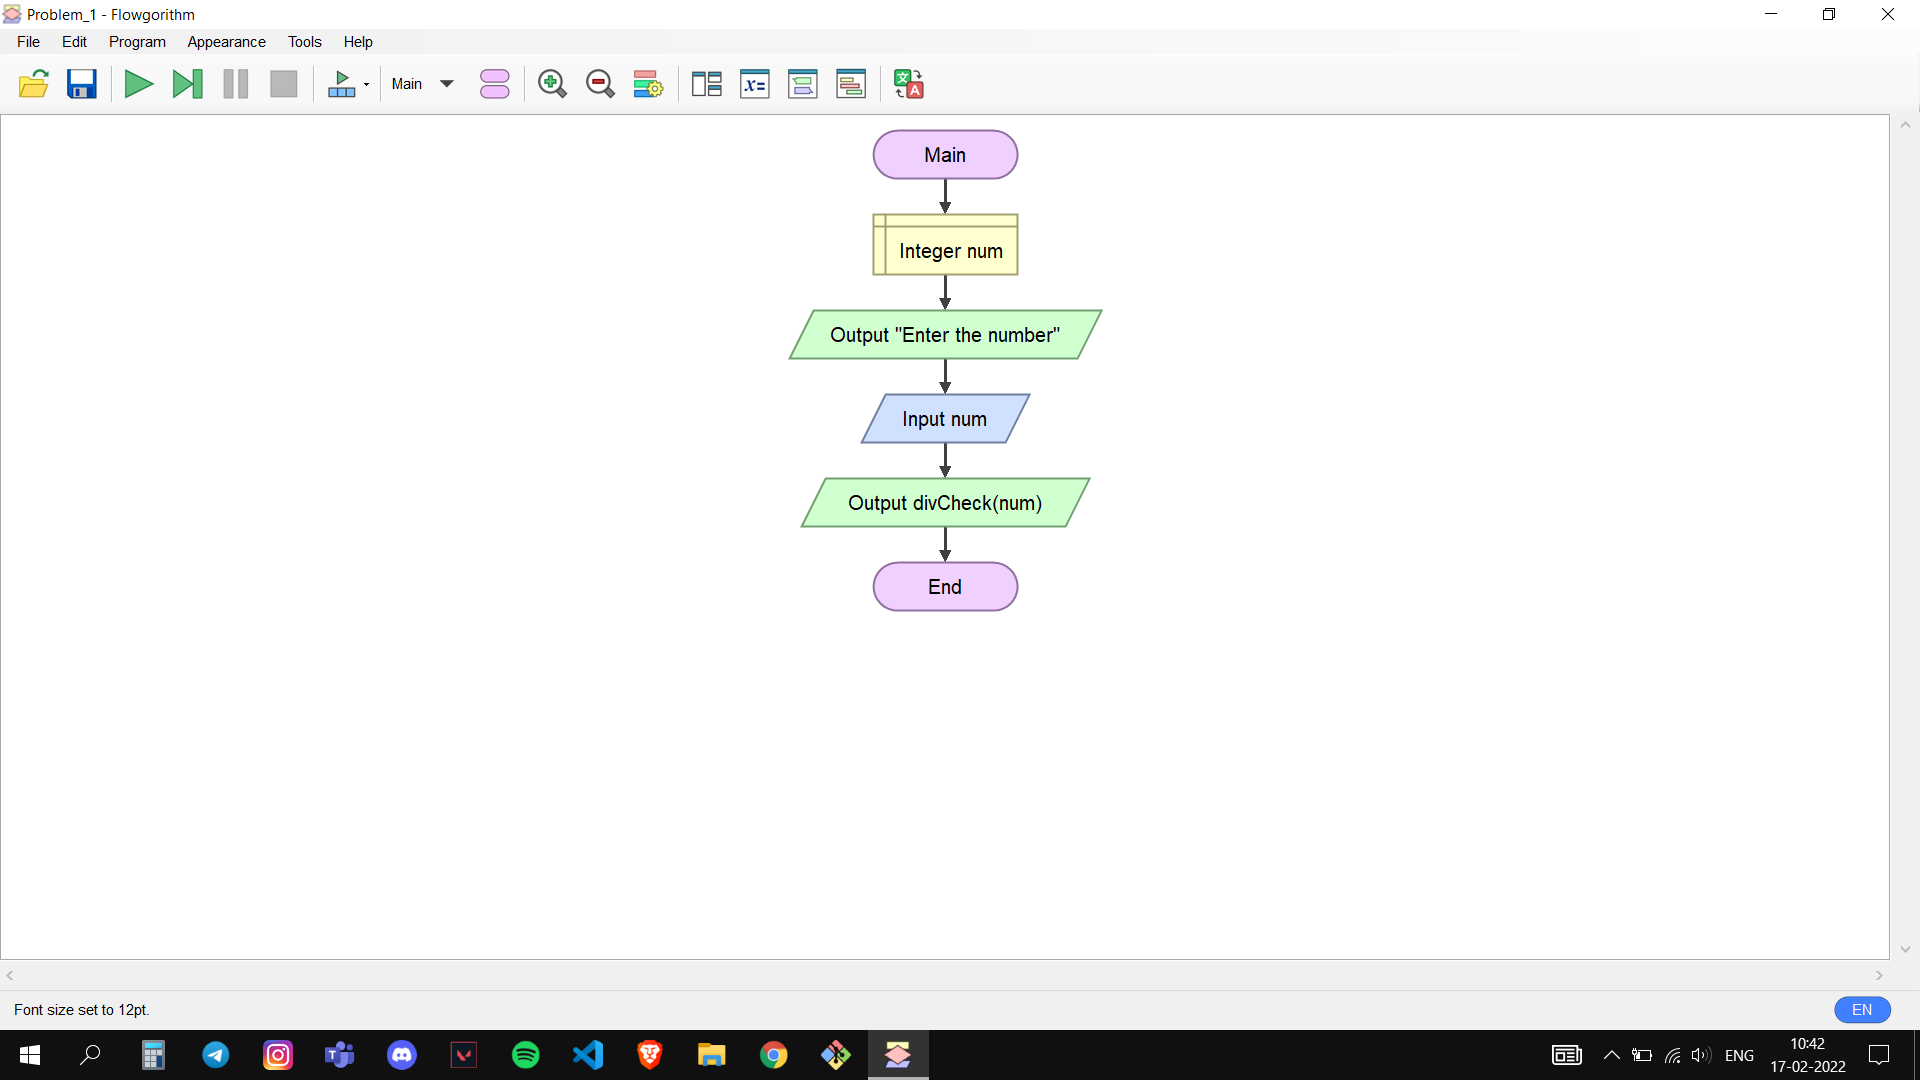 Problem_1 - Flowgorithm
File Edit Program Appearance Tools Help
Main
x=
Main
Integer num
Output "Enter the number"
Input num
Output divCheck(num)
End
Font size set to 12pt.
EN
ENG
10:42
17-02-2022